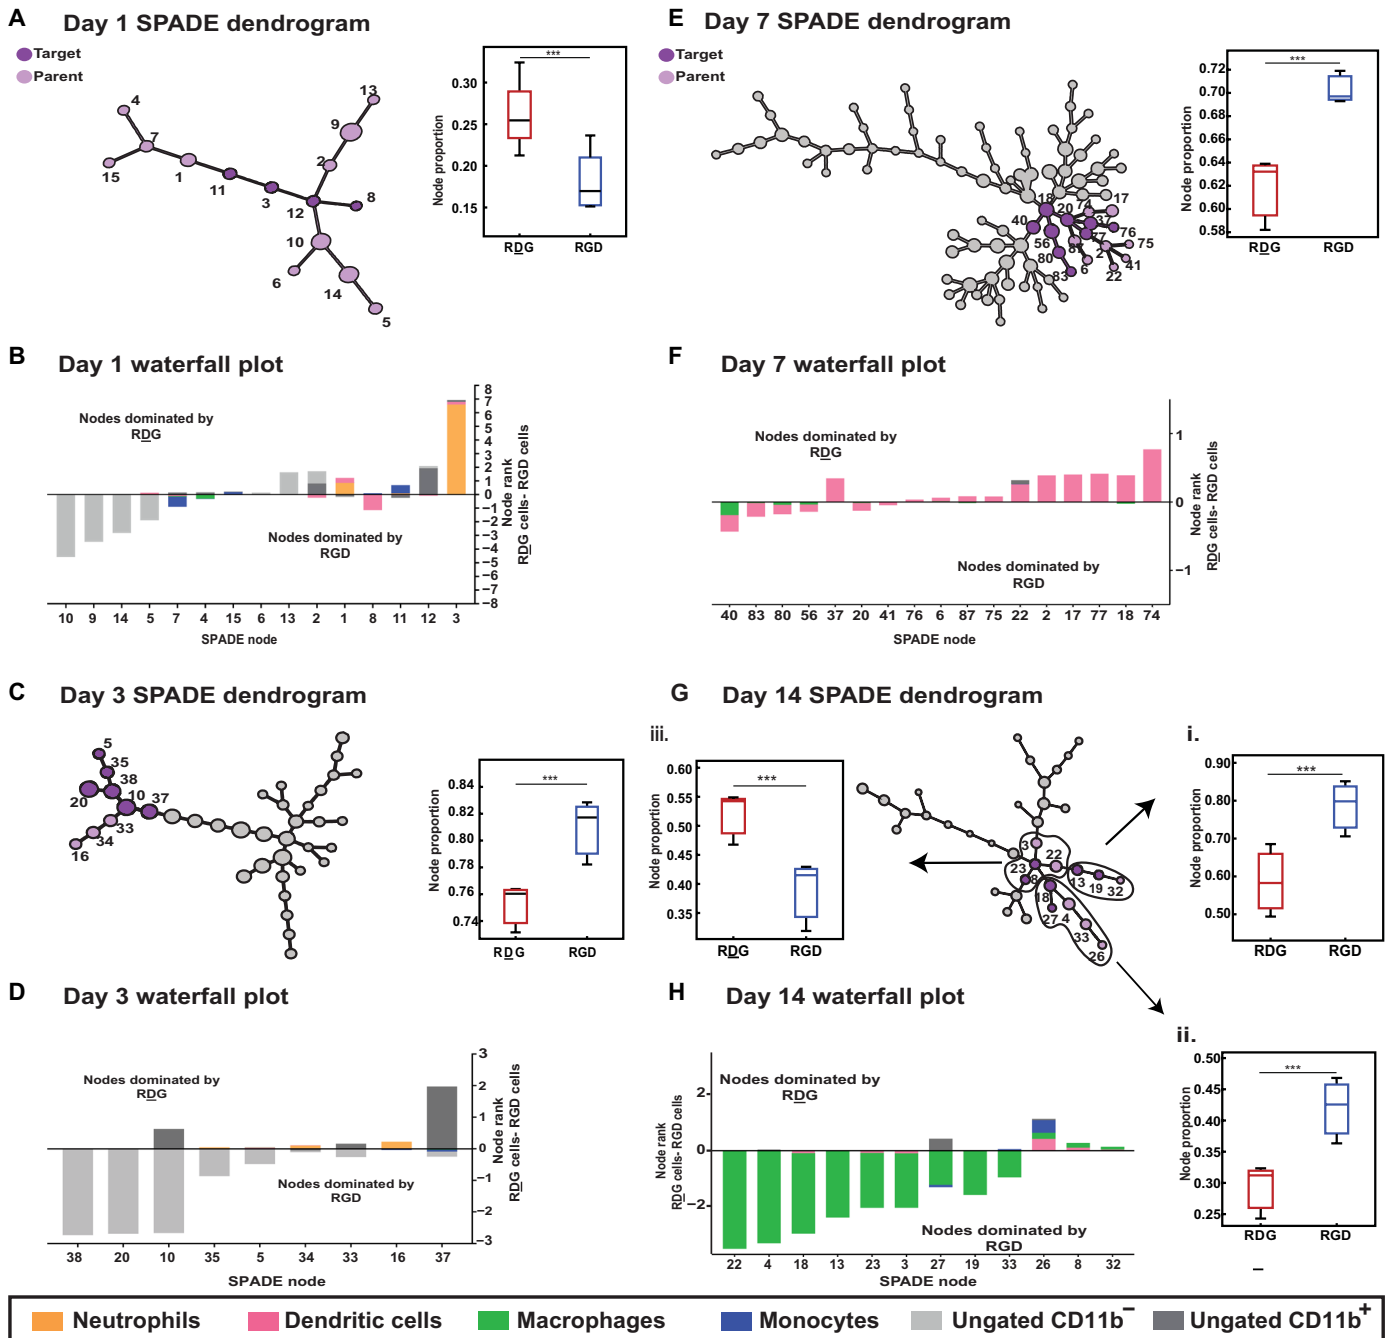 A Day 1 SPADE dendrogram
Target
Parent
4
7
15
1
11
3
12
8
2
9
13
10
6
14
5
***
Node proportion
0.30
0.25
0.20
0.15
RDG RGD
E Day 7 SPADE dendrogram
Target
Parent
18
20
74
17
37
76
77
40
56
80
83
87
6
2
75
41
22
***
Node proportion
0.72
0.70
0.68
0.66
0.64
0.62
0.60
0.58
RDG RGD
B Day 1 waterfall plot
Nodes dominated by
RDG
Nodes dominated by
RGD
8
7
6
5
4
3
2
1
0
−1
−2
−3
−4
−5
−6
−7
−8
Node rank
RDG cells- RGD cells
10 9 14 5 7 4 15 6 13 2 1 8 11 12 3
SPADE node
F Day 7 waterfall plot
Nodes dominated by
RDG
Nodes dominated by
RGD
1
0
−1
Node rank
RDG cells- RGD cells
40 83 80 56 37 20 41 76 6 87 75 22 2 17 77 18 74
SPADE node
C Day 3 SPADE dendrogram
5
35
38
20
10
37
33
34
16
***
Node proportion
0.84
0.82
0.80
0.78
0.76
0.74
RDG RGD
G Day 14 SPADE dendrogram
iii.
***
Node proportion
0.60
0.55
0.50
0.45
0.40
0.35
RDG RGD
3
22
23
8
13
19
32
18
27
4
33
26
i.
***
Node proportion
0.90
0.80
0.70
0.60
0.50
RDG RGD
D Day 3 waterfall plot
Nodes dominated by
RDG
Nodes dominated by
RGD
3
2
1
0
−1
−2
−3
Node rank
RDG cells- RGD cells
38 20 10 35 5 34 33 16 37
SPADE node
H Day 14 waterfall plot
Nodes dominated by
RDG
Nodes dominated by
RGD
2
0
−2
Node rank
RDG cells- RGD cells
22 4 18 13 23 3 27 19 33 26 8 32
SPADE node
ii.
***
Node proportion
0.50
0.45
0.40
0.35
0.30
0.25
RDG RGD
Neutrophils Dendritic cells Macrophages Monocytes Ungated CD11b− Ungated CD11b+